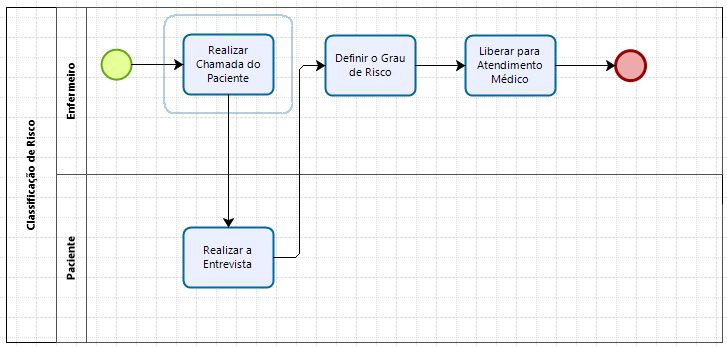 Classificação de Risco
Enfermeiro
Realizar
Chamada do
Paciente
Definir o Grau
de Risco
Liberar para
Atendimento
Médico
Paciente
Realizar a
Entrevista